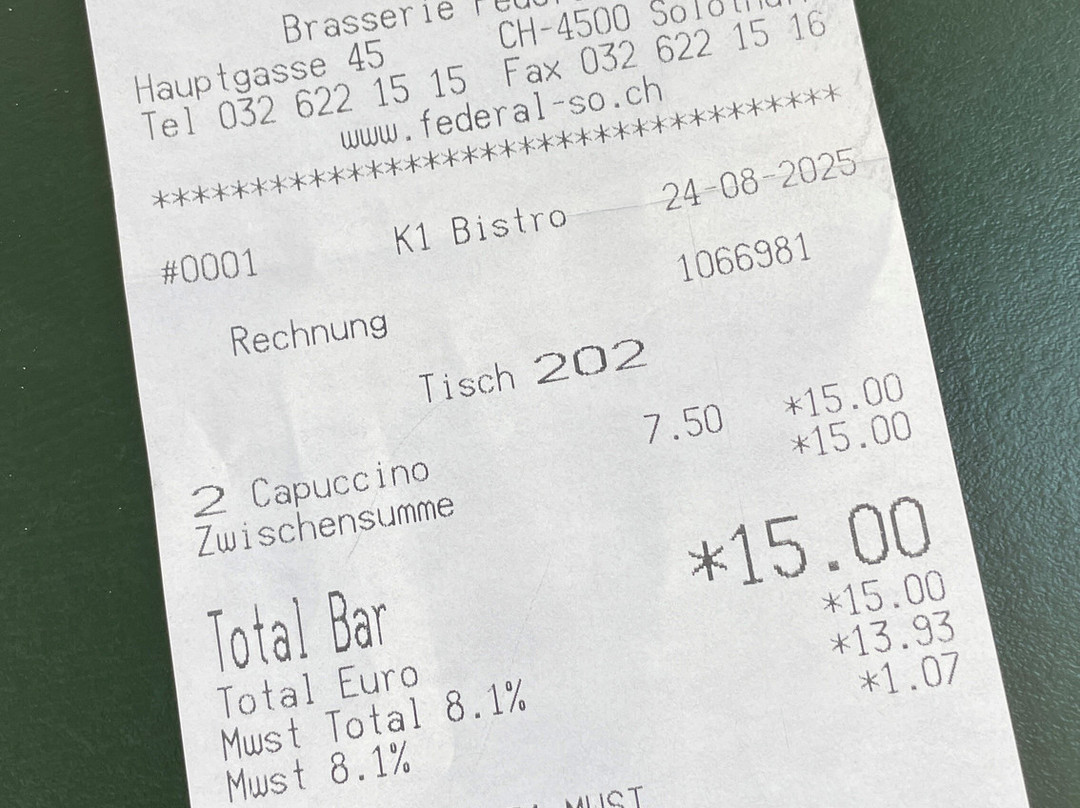 Brasserie
Hauptgasse 45 CH-4500
Tel 032 622 15 15 Fax 032 622 15 16
www.federal-so.ch
*****************************
#0001 K1 Bistro 24-08-2025
Rechnung 1066981
Tisch 202
2 Capuccino 7.50 *15.00
Zwischensumme *15.00
Total Bar *15.00
Total Euro *15.00
Mwst Total 8.1% *13.93
Mwst 8.1% *1.07